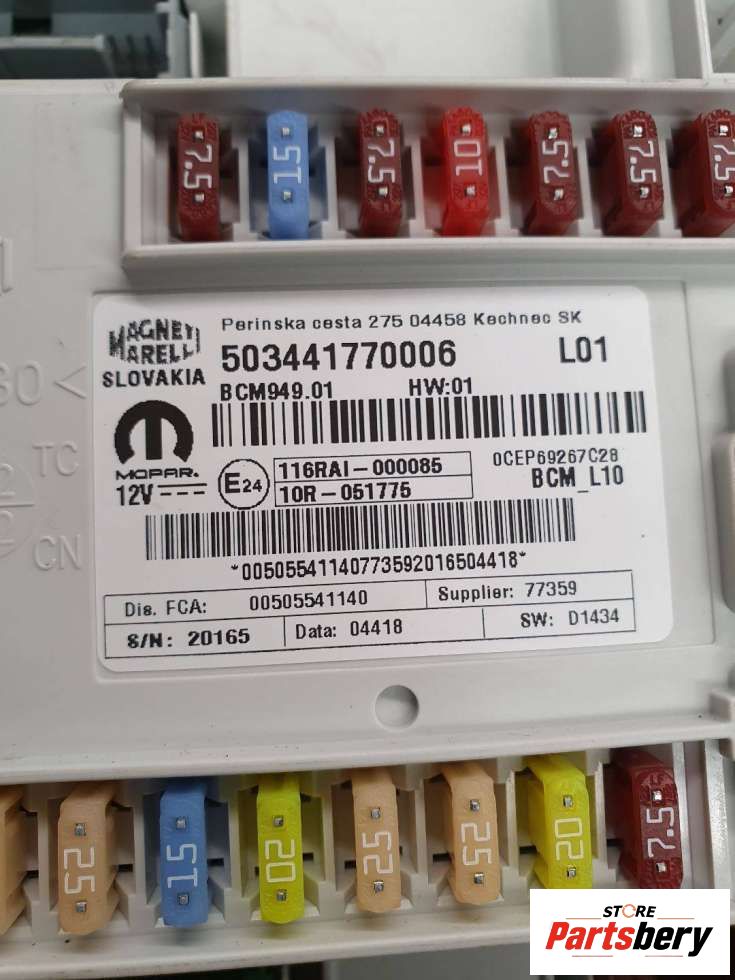 7.5 15 7.5 10 7.5 7.5 7.5
MAGNETI MARELLI
SLOVAKIA
Perinska cesta 275 04458 Kechnec SK
503441770006 L01
BCM949.01 HW:01
MOPAR.
12V
E24
116RAI-000085
10R-051775
0CEP69267C28
BCM_L10
TC
CN
*00505541140773592016504418*
Dis. FCA: 00505541140 Supplier: 77359
S/N: 20165 Data: 04418 SW: D1434
25 15 20 25 25 20 7.5
STORE
Partsbery